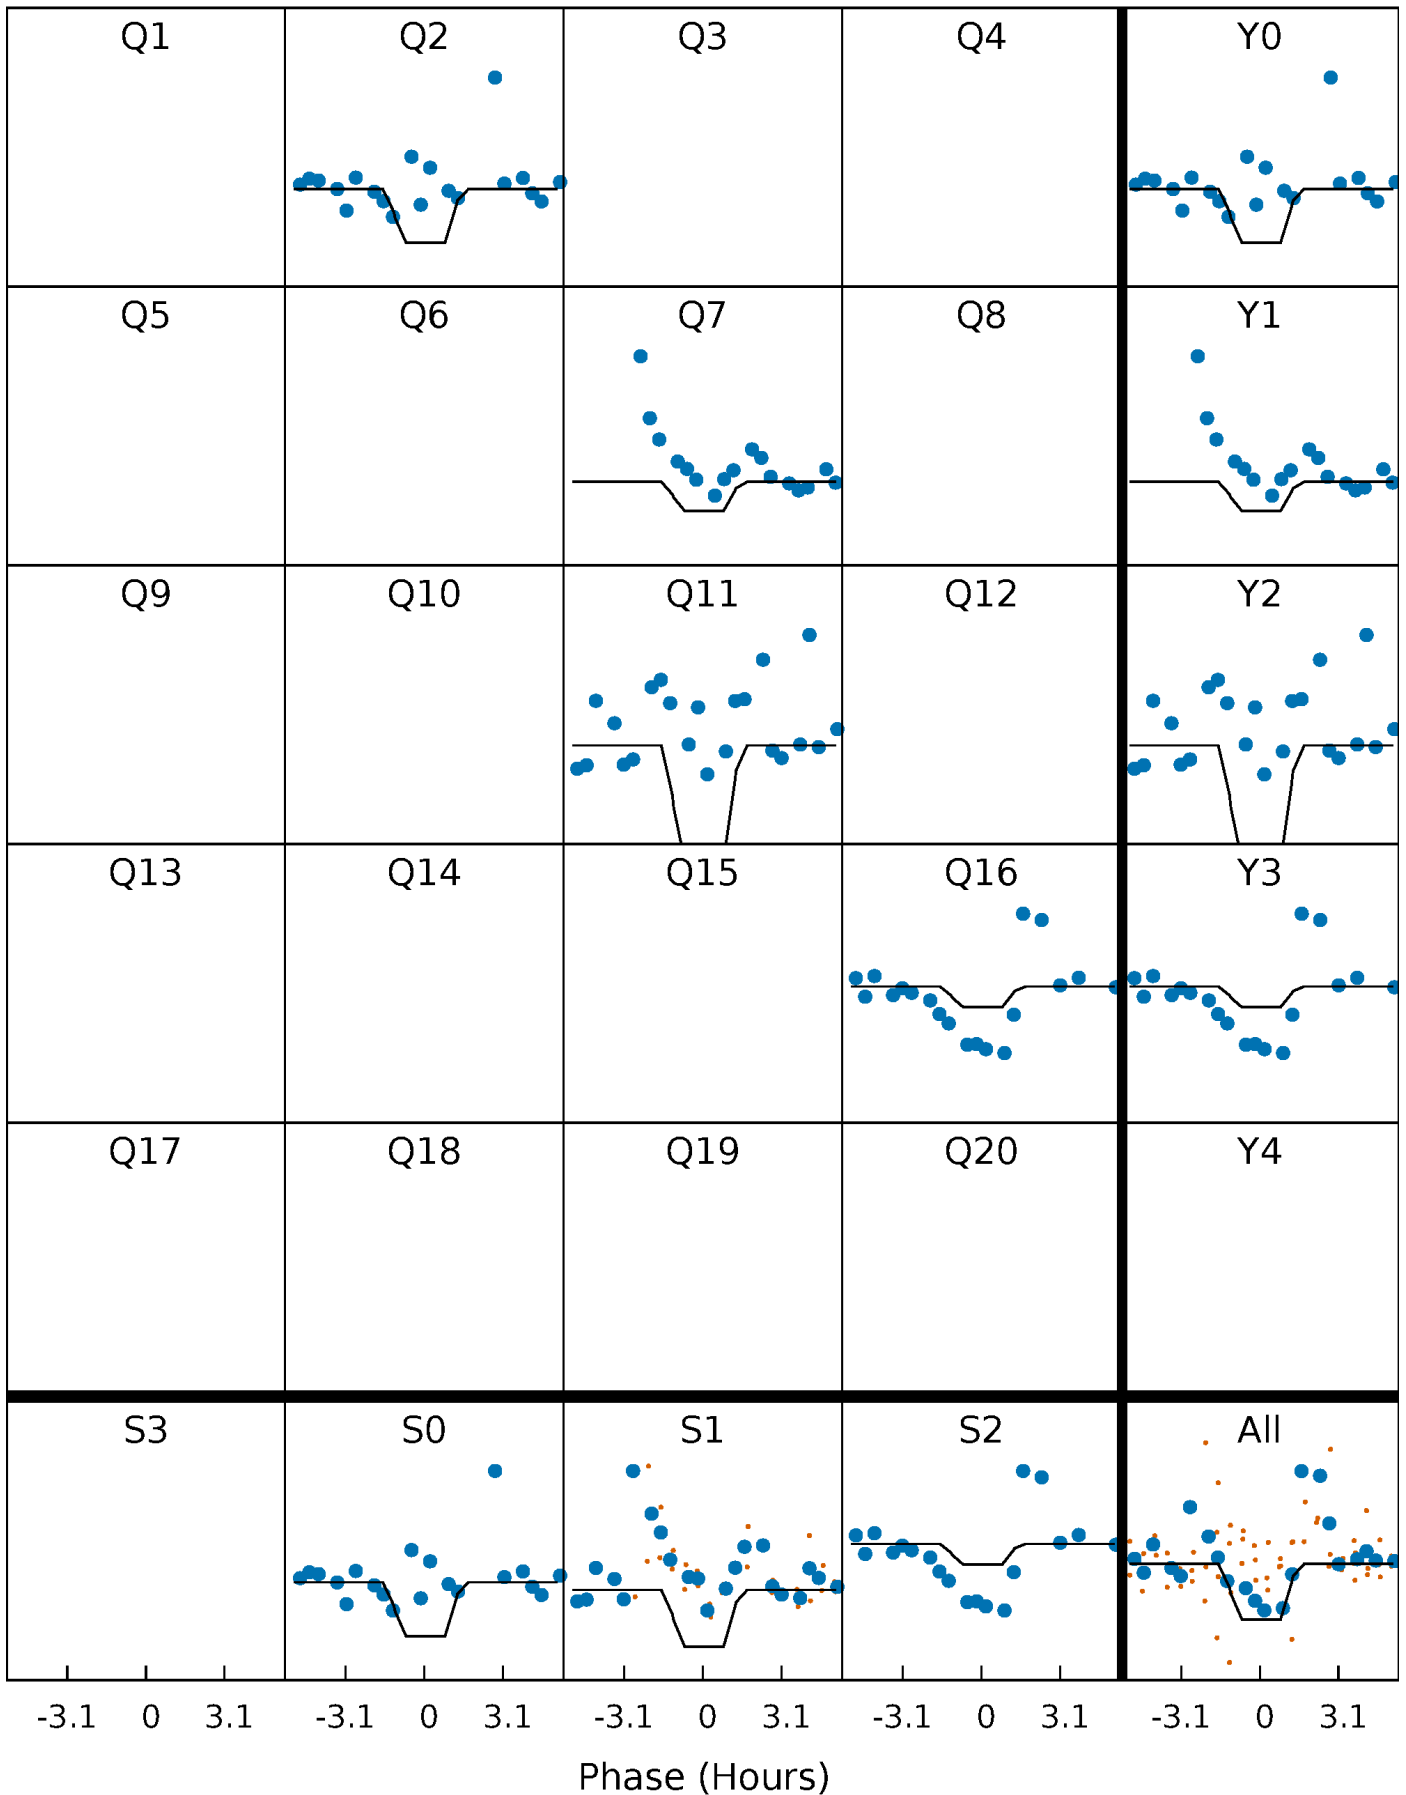 Q1 Q2 Q3 Q4 Y0
Q5 Q6 Q7 Q8 Y1
Q9 Q10 Q11 Q12 Y2
Q13 Q14 Q15 Q16 Y3
Q17 Q18 Q19 Q20 Y4
S3 S0 S1 S2 All
-3.1 0 3.1 -3.1 0 3.1 -3.1 0 3.1 -3.1 0 3.1 -3.1 0 3.1
Phase (Hours)